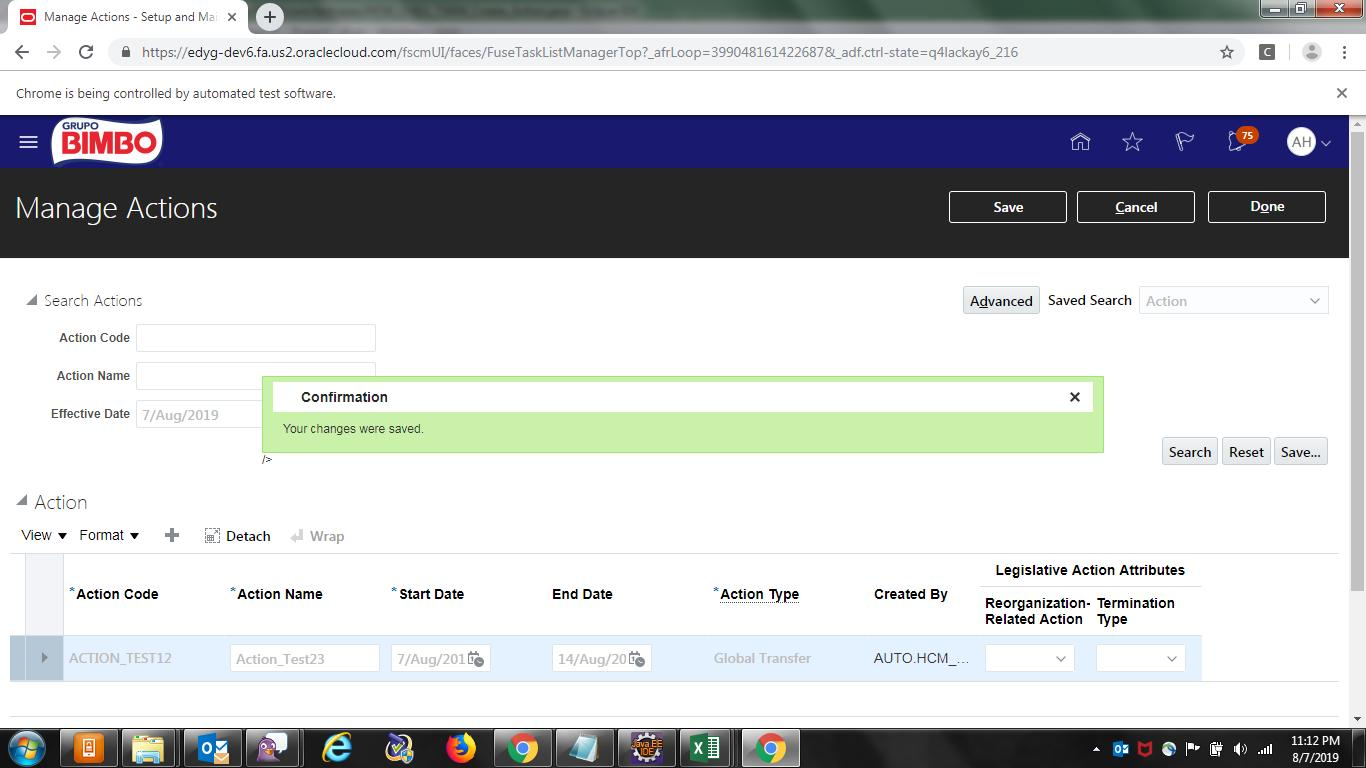 Manage Actions - Setup and Mai
https://edyg-dev6.fa.us2.oraclecloud.com/fscmUI/faces/FuseTaskListManagerTop?_afrLoop=399048161422687&_adf.ctrl-state=q4lackay6_216
C
Chrome is being controlled by automated test software.
GRUPO
BIMBO
75
AH
Manage Actions
Save
Cancel
Done
Search Actions
Advanced
Saved Search
Action
Action Code
Action Name
Effective Date
7/Aug/2019
Confirmation
Your changes were saved.
/>
Search
Reset
Save...
Action
View
Format
Detach
Wrap
Legislative Action Attributes
*Action Code
*Action Name
*Start Date
End Date
*Action Type
Created By
Reorganization-
Related Action
Termination
Type
ACTION_TEST12
Action_Test23
7/Aug/201
14/Aug/20
Global Transfer
AUTO.HCM_...
Java EE
IDE
11:12 PM
8/7/2019